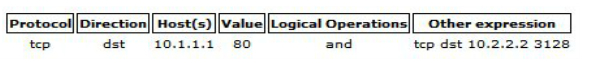 Protocol Direction Host(s) Value Logical Operations Other expression
tcp dst 10.1.1.1 80 and tcp dst 10.2.2.2 3128